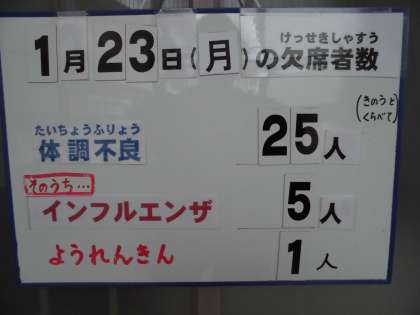 けっせきしゃすう
1月23日(月)の欠席者数
(きのうと
くらべて)
たいちょうふりょう
体調不良 25人
そのうち…
インフルエンザ 5人
ようれんきん 1人